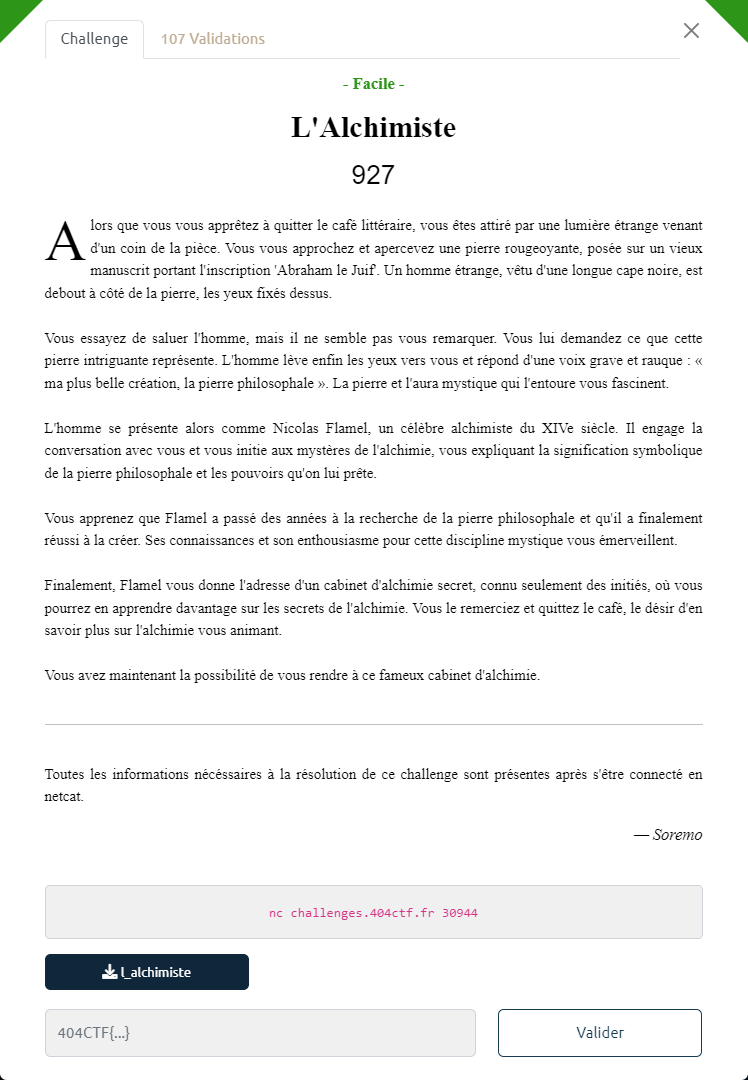 Challenge
107 Validations
- Facile -
L'Alchimiste
927
Alors que vous vous apprêtez à quitter le café littéraire, vous êtes attiré par une lumière étrange venant
d'un coin de la pièce. Vous vous approchez et apercevez une pierre rougeoyante, posée sur un vieux
manuscrit portant l'inscription 'Abraham le Juif'. Un homme étrange, vêtu d'une longue cape noire, est
debout à côté de la pierre, les yeux fixés dessus.
Vous essayez de saluer l'homme, mais il ne semble pas vous remarquer. Vous lui demandez ce que cette
pierre intriguante représente. L'homme lève enfin les yeux vers vous et répond d'une voix grave et rauque : «
ma plus belle création, la pierre philosophale ». La pierre et l'aura mystique qui l'entoure vous fascinent.
L'homme se présente alors comme Nicolas Flamel, un célèbre alchimiste du XIVe siècle. Il engage la
conversation avec vous et vous initie aux mystères de l'alchimie, vous expliquant la signification symbolique
de la pierre philosophale et les pouvoirs qu'on lui prête.
Vous apprenez que Flamel a passé des années à la recherche de la pierre philosophale et qu'il a finalement
réussi à la créer. Ses connaissances et son enthousiasme pour cette discipline mystique vous émerveillent.
Finalement, Flamel vous donne l'adresse d'un cabinet d'alchimie secret, connu seulement des initiés, où vous
pourrez en apprendre davantage sur les secrets de l'alchimie. Vous le remerciez et quittez le café, le désir d'en
savoir plus sur l'alchimie vous animant.
Vous avez maintenant la possibilité de vous rendre à ce fameux cabinet d'alchimie.
Toutes les informations nécéssaires à la résolution de ce challenge sont présentes après s'être connecté en
netcat.
— Soremo
nc challenges.404ctf.fr 30944
l_alchimiste
404CTF{...}
Valider